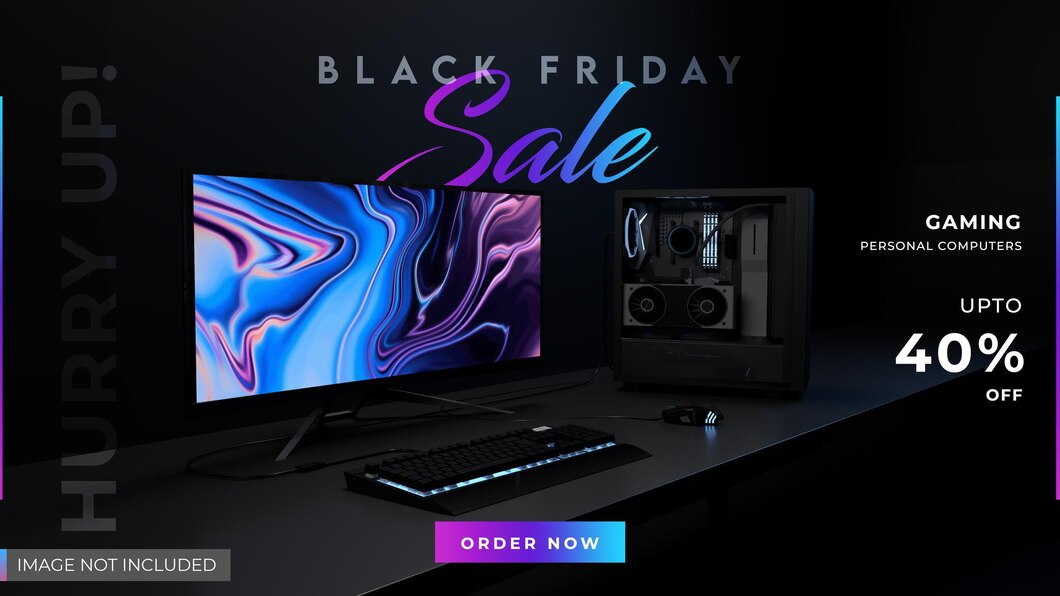 BLACK FRIDAY
Sale
HURRY UP!
GAMING
PERSONAL COMPUTERS
UPTO
40%
OFF
ORDER NOW
IMAGE NOT INCLUDED